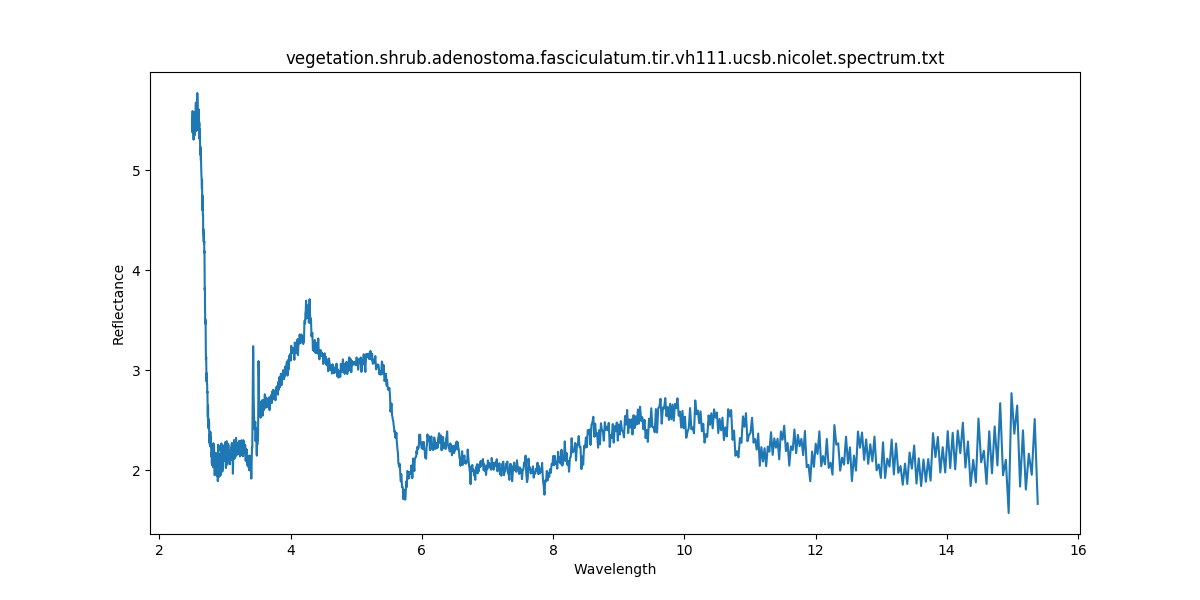 vegetation.shrub.adenostoma.fasciculatum.tir.vh111.ucsb.nicolet.spectrum.txt
5
4
3
2
Reflectance
2 4 6 8 10 12 14 16
Wavelength